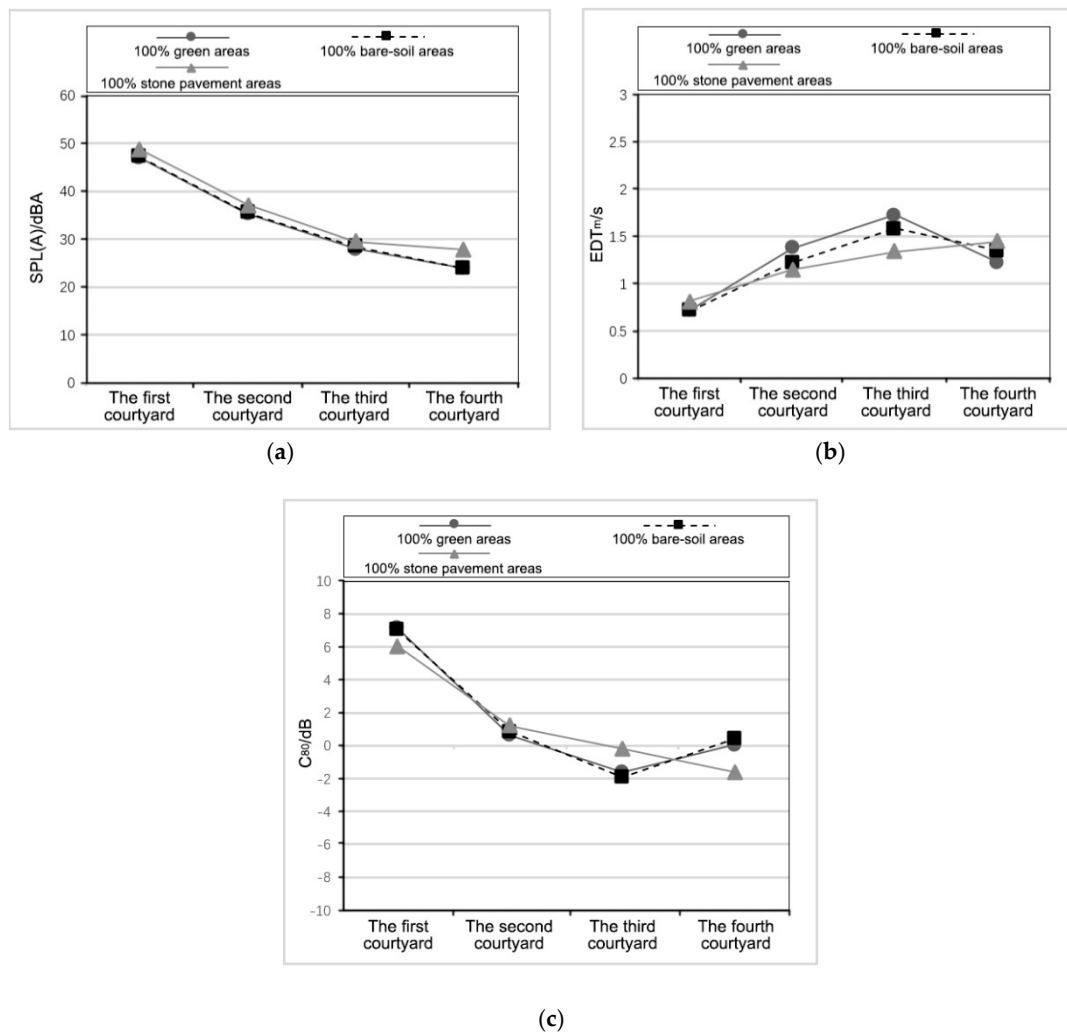 100% green areas
100% bare-soil areas
100% stone pavement areas
60
50
40
30
20
10
0
SPL(A)/dBA
The first courtyard
The second courtyard
The third courtyard
The fourth courtyard
(a)
100% green areas
100% bare-soil areas
100% stone pavement areas
3
2.5
2
1.5
1
0.5
0
EDTm/s
The first courtyard
The second courtyard
The third courtyard
The fourth courtyard
(b)
100% green areas
100% bare-soil areas
100% stone pavement areas
10
8
6
4
2
0
-2
-4
-6
-8
-10
C80/dB
The first courtyard
The second courtyard
The third courtyard
The fourth courtyard
(c)